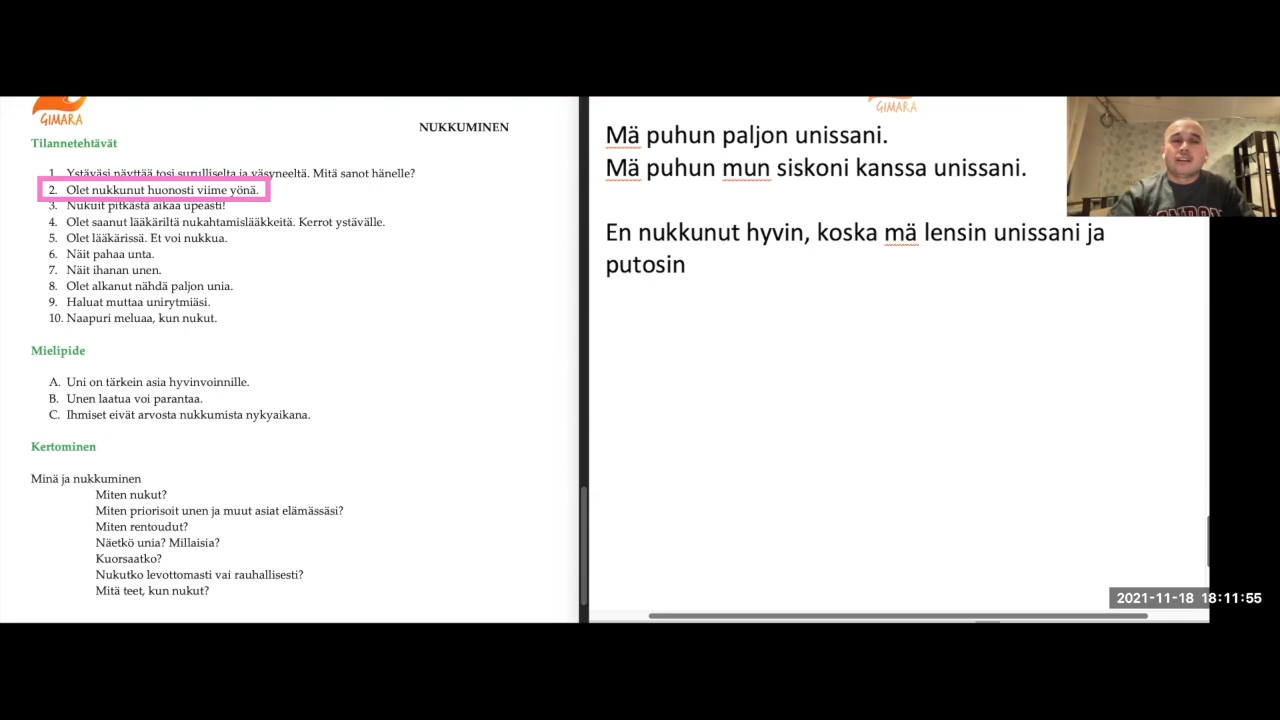 GIMARA
NUKKUMINEN
Tilannetehtävät
1. Ystäväsi näyttää tosi surulliselta ja väsyneeltä. Mitä sanot hänelle?
2. Olet nukkunut huonosti viime yönä.
3. Nukuit pitkästä aikaa upeasti!
4. Olet saanut lääkäriltä nukahtamislääkkeitä. Kerrot ystävälle.
5. Olet lääkärissä. Et voi nukkua.
6. Näit pahaa unta.
7. Näit ihanan unen.
8. Olet alkanut nähdä paljon unia.
9. Haluat muttaa unirytmiäsi.
10. Naapuri meluaa, kun nukut.
Mielipide
A. Uni on tärkein asia hyvinvoinnille.
B. Unen laatua voi parantaa.
C. Ihmiset eivät arvosta nukkumista nykyaikana.
Kertominen
Minä ja nukkuminen
Miten nukut?
Miten priorisoit unen ja muut asiat elämässäsi?
Miten rentoudut?
Näetkö unia? Millaisia?
Kuorsaatko?
Nukutko levottomasti vai rauhallisesti?
Mitä teet, kun nukut?
GIMARA
Mä puhun paljon unissani.
Mä puhun mun siskoni kanssa unissani.
En nukkunut hyvin, koska mä lensin unissani ja
putosin
LONDON
2021-11-18 18:11:55